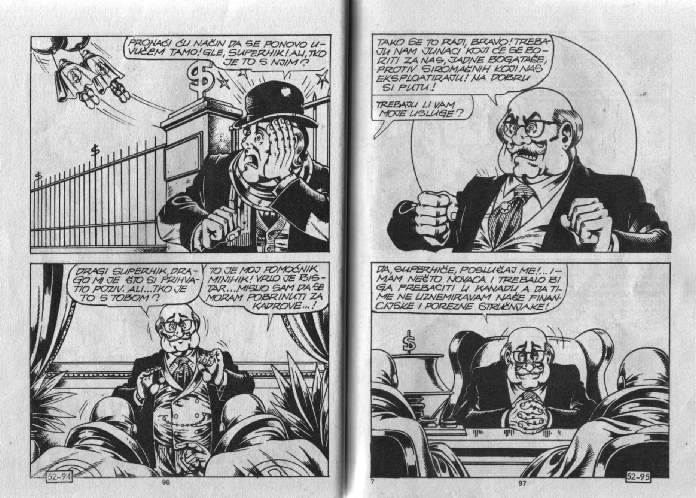 PRONAĆI ĆU NAČIN DA SE PONOVO U-
VUČEM TAMO! GLE, SUPERHIK! ALI, TKO
JE TO S NJIM?
$
$
DRAGI SUPERHIK, DRA-
GO MI JE ŠTO SI PRIHVA-
TIO POZIV. ALI... TKO JE
TO S TOBOM?
TO JE MOJ POMOĆNIK
MINIHIK! VRLO JE BIS-
TAR.... MISLIO SAM DA SE
MORAM POBRINUTI ZA
KADROVE...!
52-94
96
TAKO SE TO RADI, BRAVO! TREBA-
JU NAM JUNACI KOJI ĆE SE BO-
RITI ZA NAS, JADNE BOGATAŠE,
PROTIV SIROMAŠNIH KOJI NAS
EKSPLOATIRAJU! NA DOBRU
SI PUTU!
TREBAJU LI VAM
MOJE USLUGE?
DA, SUPERHIČE, POSLUŠAJ ME!... I-
MAM NEŠTO NOVACA I TREBALO BI
GA PREBACITI U KANADU A DA TI-
ME NE UZNEMIRAVAM NAŠE FINAN-
CIJSKE I POREZNE STRUČNJAKE!
$
7
97
52-95